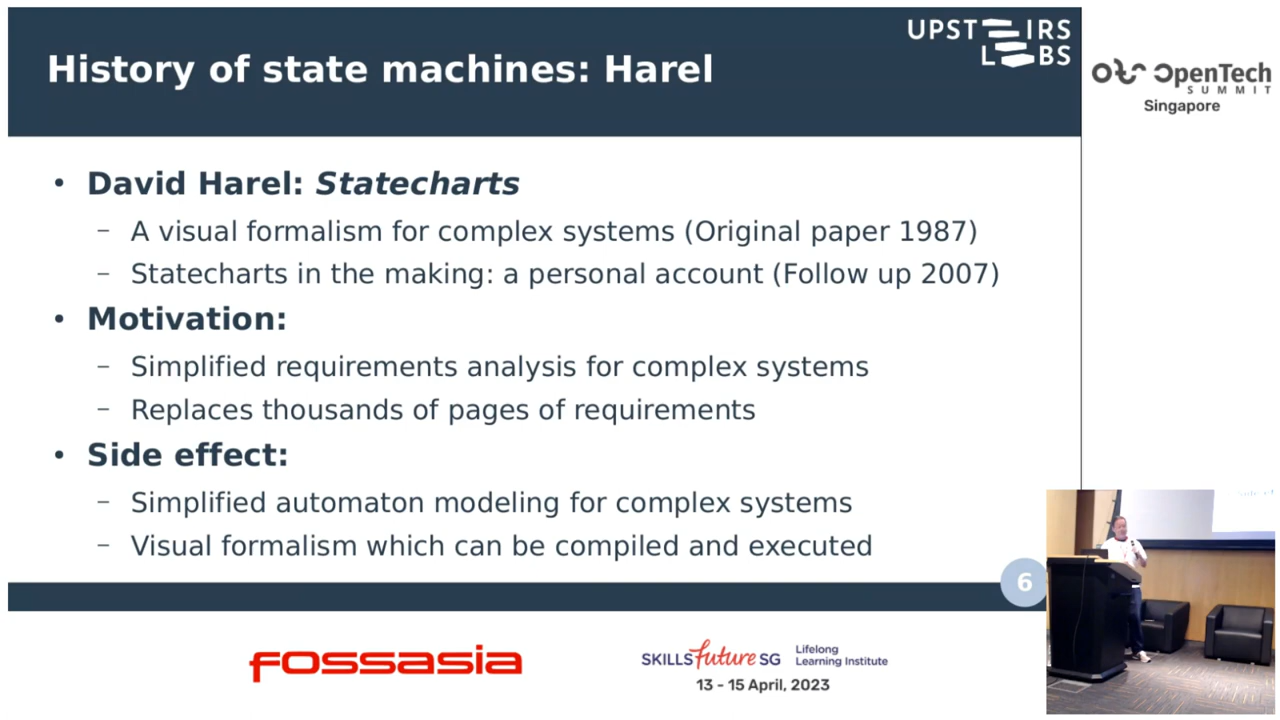 History of state machines: Harel
UPSTAIRS
LABS
OpenTech
SUMMIT
Singapore
• David Harel: Statecharts
– A visual formalism for complex systems (Original paper 1987)
– Statecharts in the making: a personal account (Follow up 2007)
• Motivation:
– Simplified requirements analysis for complex systems
– Replaces thousands of pages of requirements
• Side effect:
– Simplified automaton modeling for complex systems
– Visual formalism which can be compiled and executed
6
fossasia
SKILLSfuture SG
Lifelong
Learning Institute
13 - 15 April, 2023